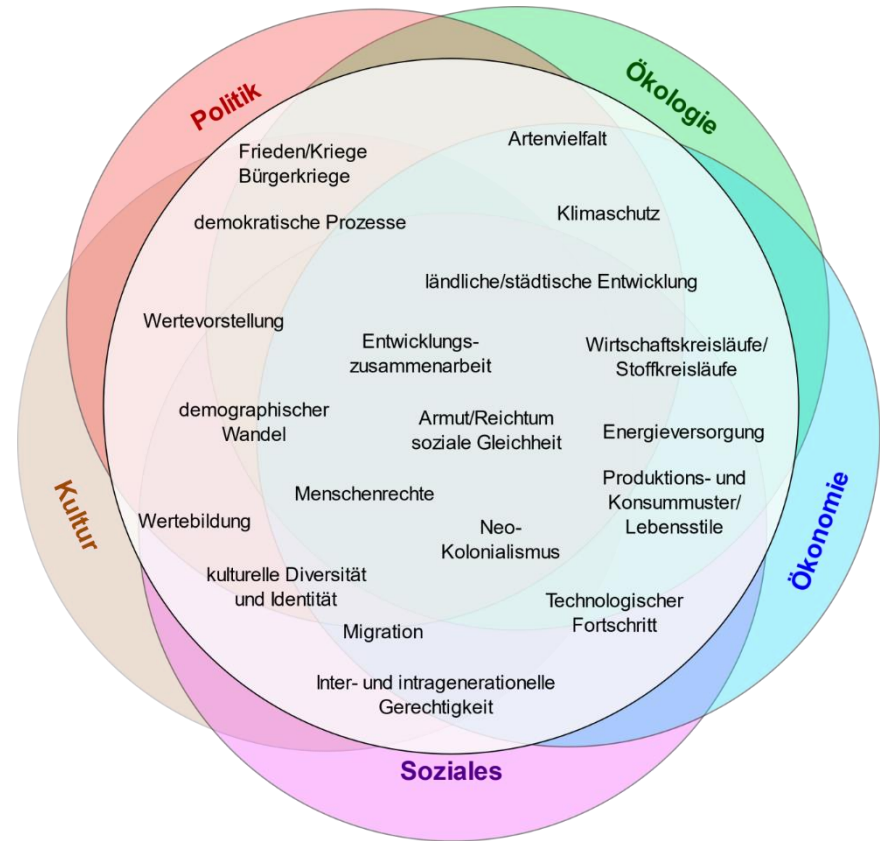 Politik
Ökologie
Frieden/Kriege
Bürgerkriege
Artenvielfalt
demokratische Prozesse
Klimaschutz
ländliche/städtische Entwicklung
Wertevorstellung
Entwicklungs-
zusammenarbeit
Wirtschaftskreisläufe/
Stoffkreisläufe
demographischer
Wandel
Armut/Reichtum
soziale Gleichheit
Energieversorgung
Menschenrechte
Produktions- und
Konsummuster/
Lebensstile
Kultur
Wertebildung
Neo-
Kolonialismus
Ökonomie
kulturelle Diversität
und Identität
Technologischer
Fortschritt
Migration
Inter- und intragenerationelle
Gerechtigkeit
Soziales